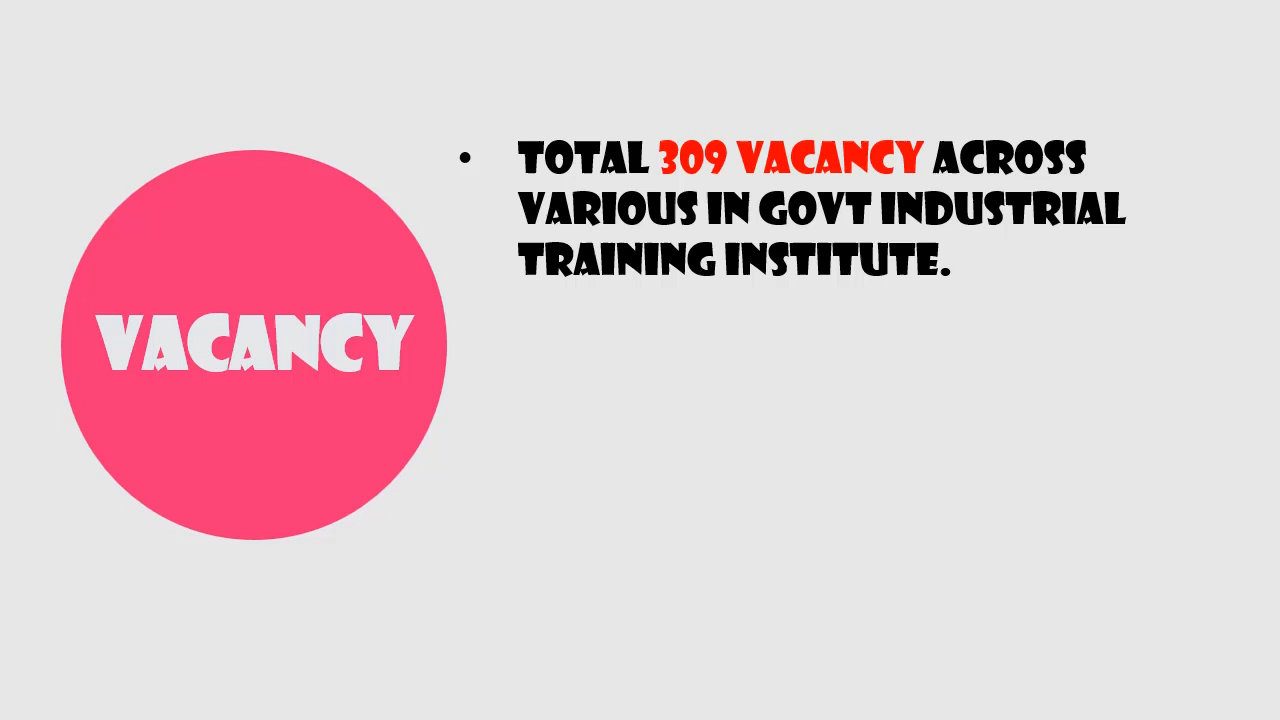 VACANCY
• TOTAL 309 VACANCY ACROSS
VARIOUS IN GOVT INDUSTRIAL
TRAINING INSTITUTE.